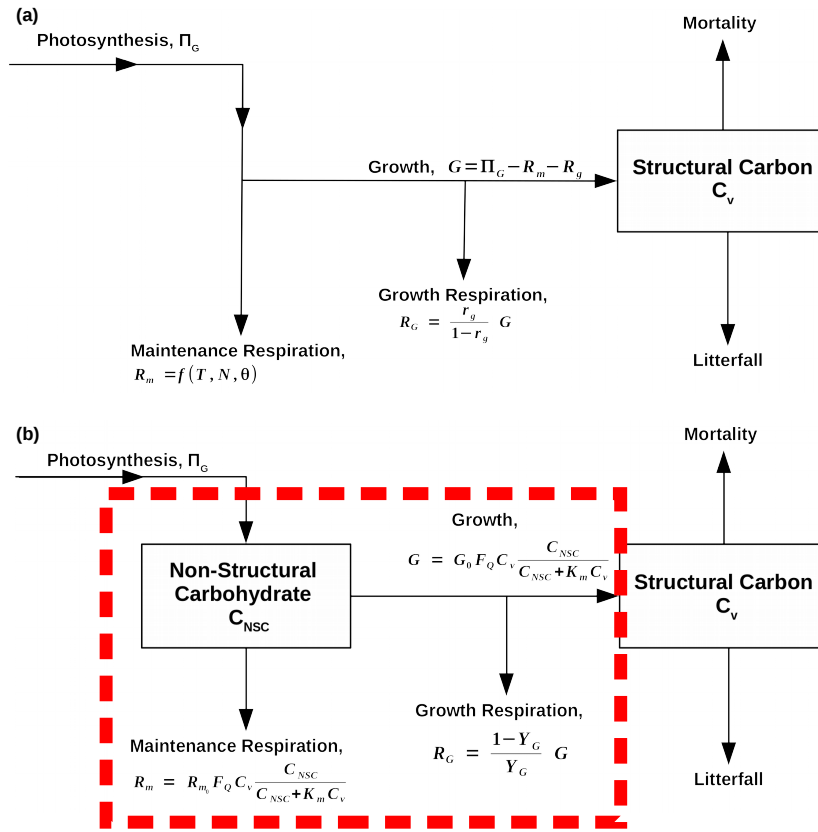 (a)
Photosynthesis, Π_G
Mortality
Growth, G = Π_G − R_m − R_g
Structural Carbon
C_v
Growth Respiration,
R_G = r_g / (1 − r_g) G
Maintenance Respiration,
R_m = f(T, N, θ)
Litterfall
(b)
Photosynthesis, Π_G
Mortality
Growth,
G = G_0 F_Q C_v C_NSC / (C_NSC + K_m C_v)
Non-Structural
Carbohydrate
C_NSC
Structural Carbon
C_v
Growth Respiration,
R_G = (1 − Y_G) / Y_G G
Maintenance Respiration,
R_m = R_{m_0} F_Q C_v C_NSC / (C_NSC + K_m C_v)
Litterfall